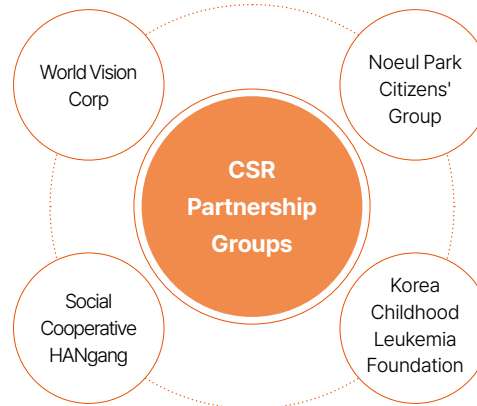 World Vision
Corp
Noeul Park
Citizens'
Group
CSR
Partnership
Groups
Social
Cooperative
HANgang
Korea
Childhood
Leukemia
Foundation